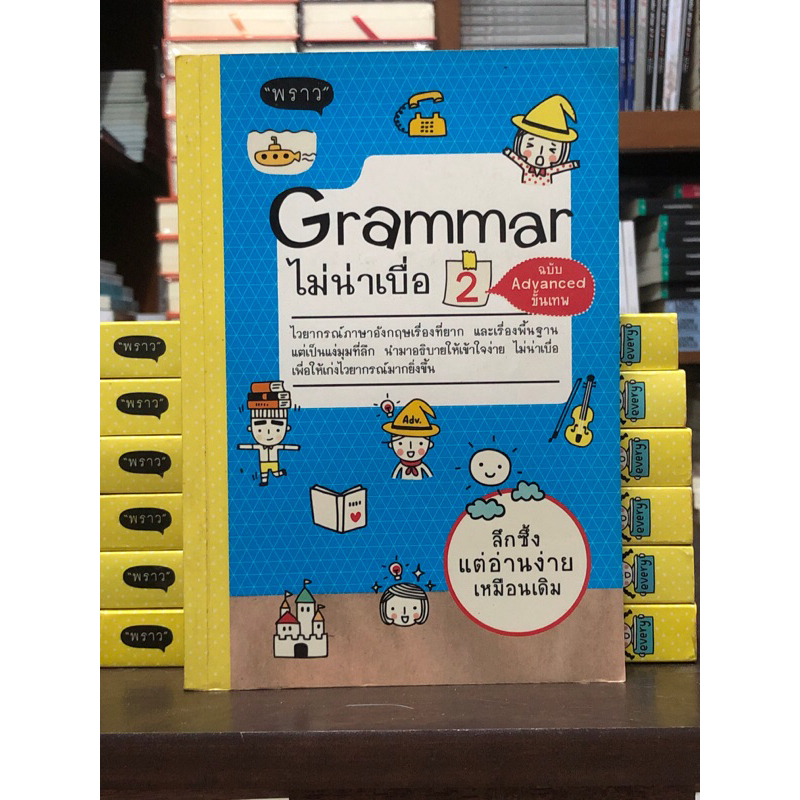 "พราว"
Grammar
ไม่น่าเบื่อ 2
ฉบับ
Advanced
ขั้นเทพ
ไวยากรณ์ภาษาอังกฤษเรื่องที่ยาก และเรื่องพื้นฐาน
แต่เป็นแง่มุมที่ลึก นำมาอธิบายให้เข้าใจง่าย ไม่น่าเบื่อ
เพื่อให้เก่งไวยากรณ์มากยิ่งขึ้น
Adv.
ลึกซึ้ง
แต่อ่านง่าย
เหมือนเดิม
"พราว"
"พราว"
"พราว"
"พราว"
"พราว"
"พราว"
every
every
every
every
every
every